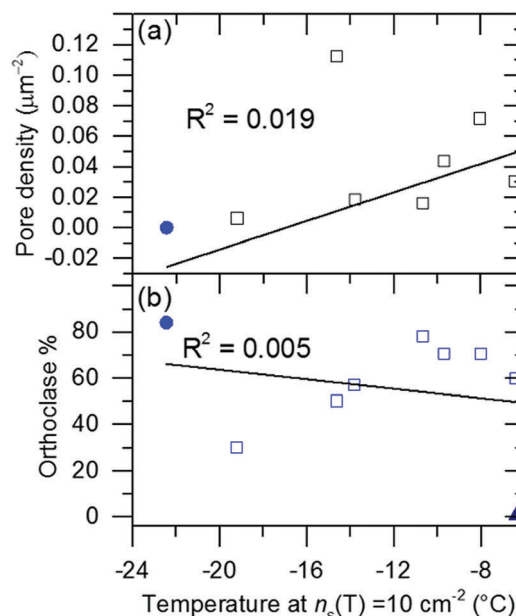 (a)
Pore density (μm⁻²)
0.12
0.10
0.08
0.06
0.04
0.02
0.00
-0.02
R² = 0.019
(b)
Orthoclase %
80
60
40
20
0
R² = 0.005
-24 -20 -16 -12 -8
Temperature at nₛ(T) =10 cm⁻² (°C)